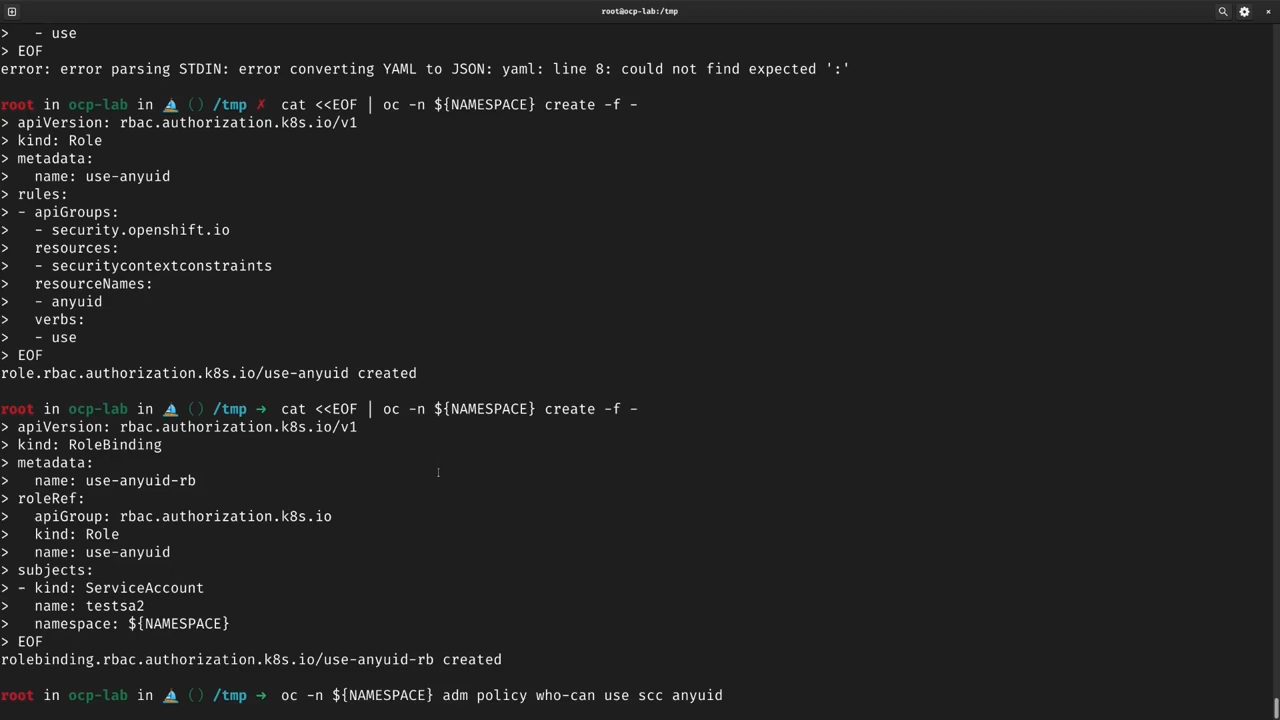 root@ocp-lab:/tmp
>   - use
> EOF
error: error parsing STDIN: error converting YAML to JSON: yaml: line 8: could not find expected ':'
root in ocp-lab in ⛵ () /tmp ✗ cat <<EOF | oc -n ${NAMESPACE} create -f -
> apiVersion: rbac.authorization.k8s.io/v1
> kind: Role
> metadata:
>   name: use-anyuid
> rules:
> - apiGroups:
>   - security.openshift.io
>   resources:
>   - securitycontextconstraints
>   resourceNames:
>   - anyuid
>   verbs:
>   - use
> EOF
role.rbac.authorization.k8s.io/use-anyuid created
root in ocp-lab in ⛵ () /tmp ➜ cat <<EOF | oc -n ${NAMESPACE} create -f -
> apiVersion: rbac.authorization.k8s.io/v1
> kind: RoleBinding
> metadata:
>   name: use-anyuid-rb
> roleRef:
>   apiGroup: rbac.authorization.k8s.io
>   kind: Role
>   name: use-anyuid
> subjects:
> - kind: ServiceAccount
>   name: testsa2
>   namespace: ${NAMESPACE}
> EOF
rolebinding.rbac.authorization.k8s.io/use-anyuid-rb created
root in ocp-lab in ⛵ () /tmp ➜ oc -n ${NAMESPACE} adm policy who-can use scc anyuid